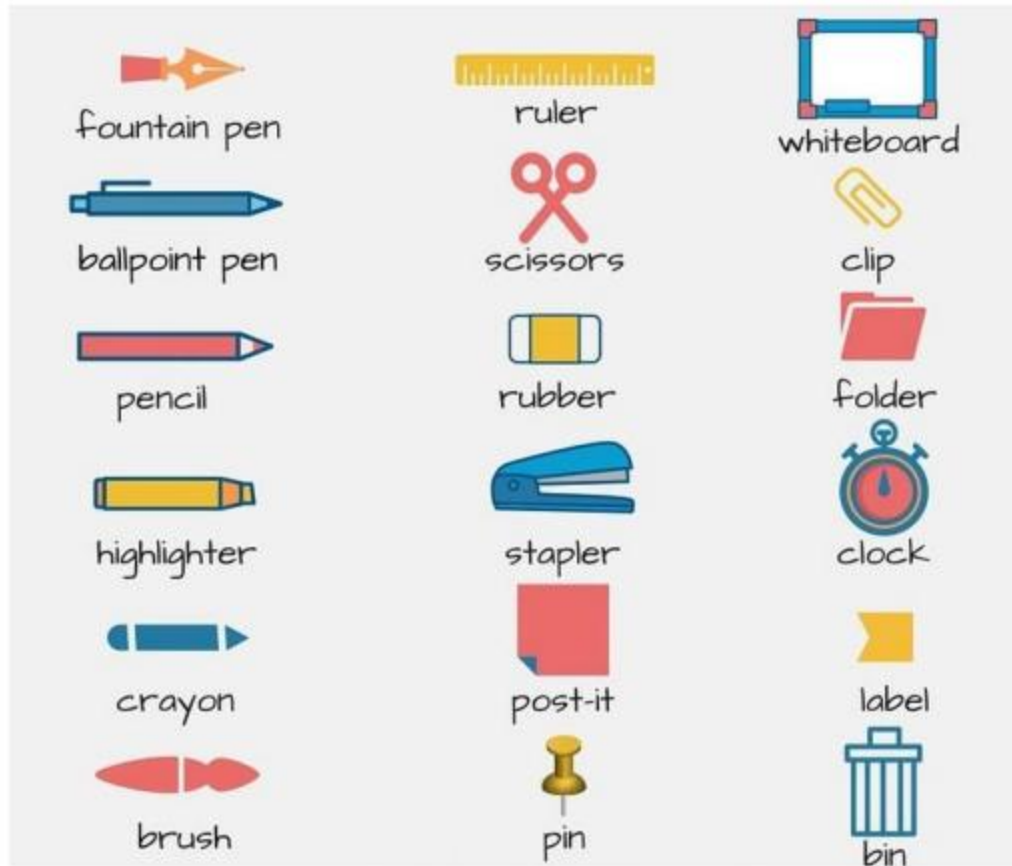 fountain pen
ruler
whiteboard
ballpoint pen
scissors
clip
pencil
rubber
folder
highlighter
stapler
clock
crayon
post-it
label
brush
pin
bin